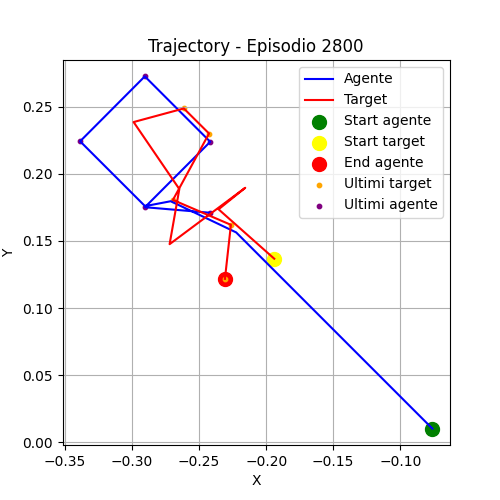 Trajectory - Episodio 2800
Agente
Target
Start agente
Start target
End agente
Ultimi target
Ultimi agente
Y
0.25
0.20
0.15
0.10
0.05
0.00
−0.35 −0.30 −0.25 −0.20 −0.15 −0.10
X